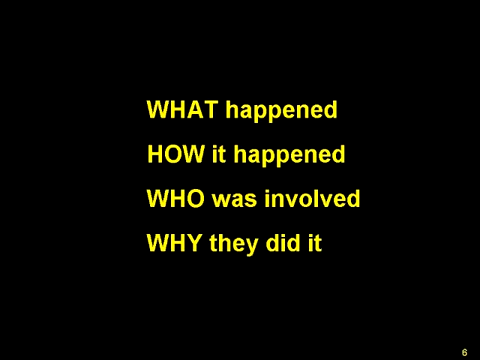 WHAT happened
HOW it happened
WHO was involved
WHY they did it
6